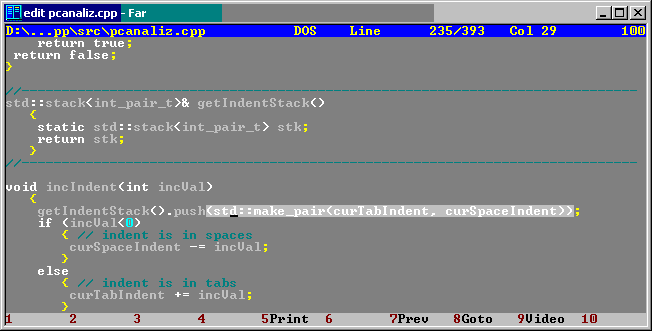 edit pcanaliz.cpp - Far
D:\...pp\src\pcanaliz.cpp DOS Line 235/393 Col 29 100
return true;
return false;
}
//
std::stack<int_pair_t>& getIndentStack()
{
static std::stack<int_pair_t> stk;
return stk;
}
//
void incIndent(int incVal)
{
getIndentStack().push(std::make_pair(curTabIndent, curSpaceIndent));
if (incVal<0)
{ // indent is in spaces
curSpaceIndent -= incVal;
}
else
{ // indent is in tabs
curTabIndent += incVal;
}
1 2 3 4 5Print 6 7Prev 8Goto 9Video 10